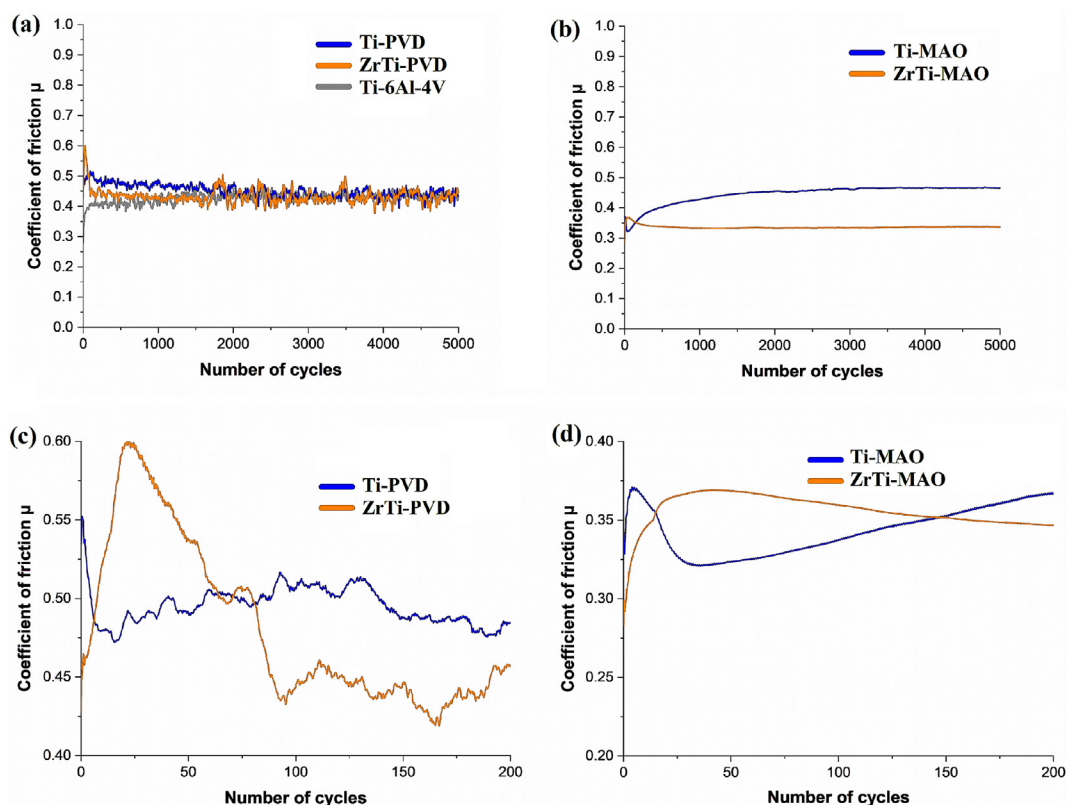 (a)
Ti-PVD
ZrTi-PVD
Ti-6Al-4V
Coefficient of friction μ
1.0
0.9
0.8
0.7
0.6
0.5
0.4
0.3
0.2
0.1
0.0
0 1000 2000 3000 4000 5000
Number of cycles
(b)
Ti-MAO
ZrTi-MAO
Coefficient of friction μ
1.0
0.9
0.8
0.7
0.6
0.5
0.4
0.3
0.2
0.1
0.0
0 1000 2000 3000 4000 5000
Number of cycles
(c)
Ti-PVD
ZrTi-PVD
Coefficient of friction μ
0.60
0.55
0.50
0.45
0.40
0 50 100 150 200
Number of cycles
(d)
Ti-MAO
ZrTi-MAO
Coefficient of friction μ
0.40
0.35
0.30
0.25
0.20
0 50 100 150 200
Number of cycles